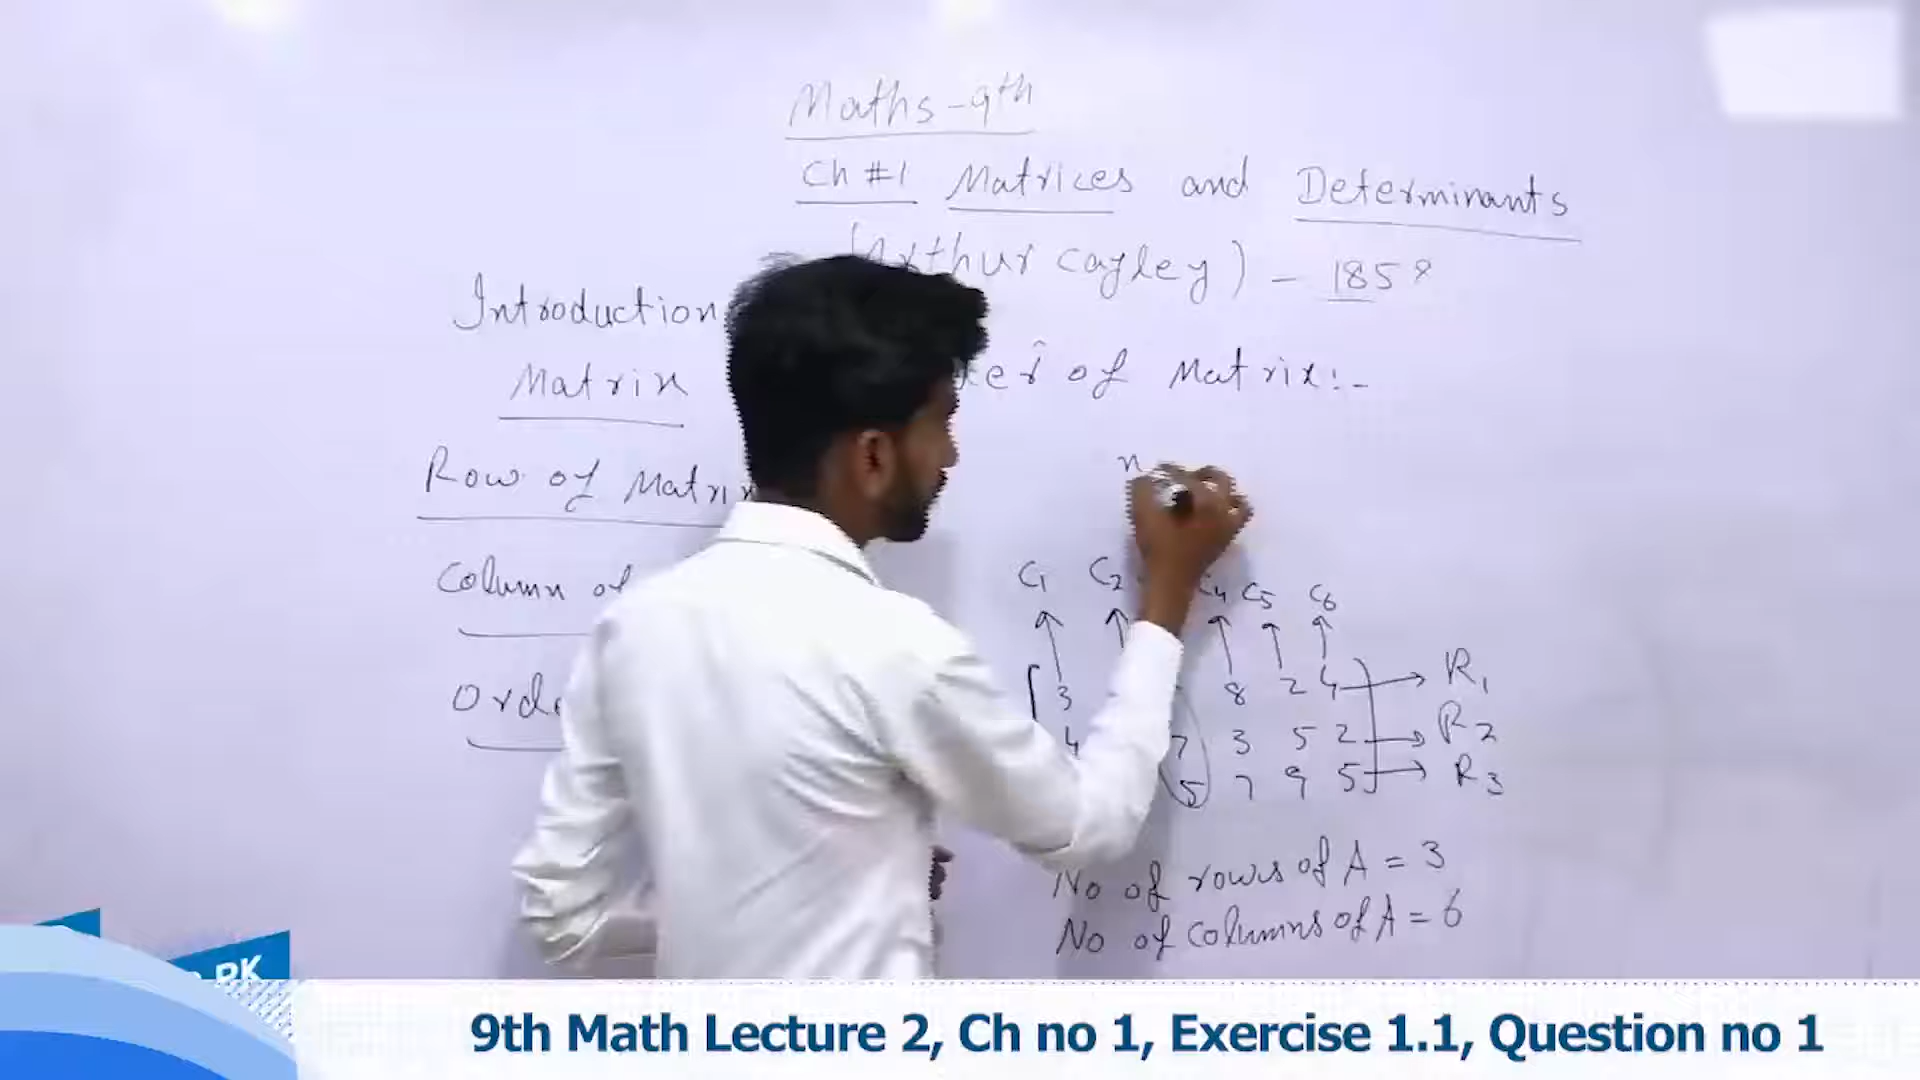 Maths-9th
Ch #1 Matrices and Determinants
Arthur Cayley) - 1858
Introduction
Matrix
of Matrix:-
Row of Matrix
Column of
n
C1 C2 C4 C5 C6
3 8 2 4 R1
4 7 3 5 2 R2
5 7 9 5 R3
No of rows of A = 3
No of columns of A = 6
PK
9th Math Lecture 2, Ch no 1, Exercise 1.1, Question no 1